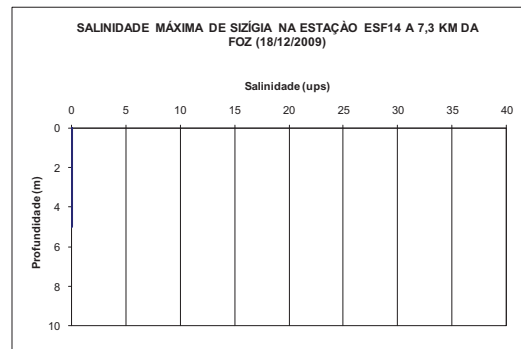 SALINIDADE MÁXIMA DE SIZÍGIA NA ESTAÇÀO ESF14 A 7,3 KM DA
FOZ (18/12/2009)
Salinidade (ups)
0 5 10 15 20 25 30 35 40
Profundidade (m)
0
2
4
6
8
10